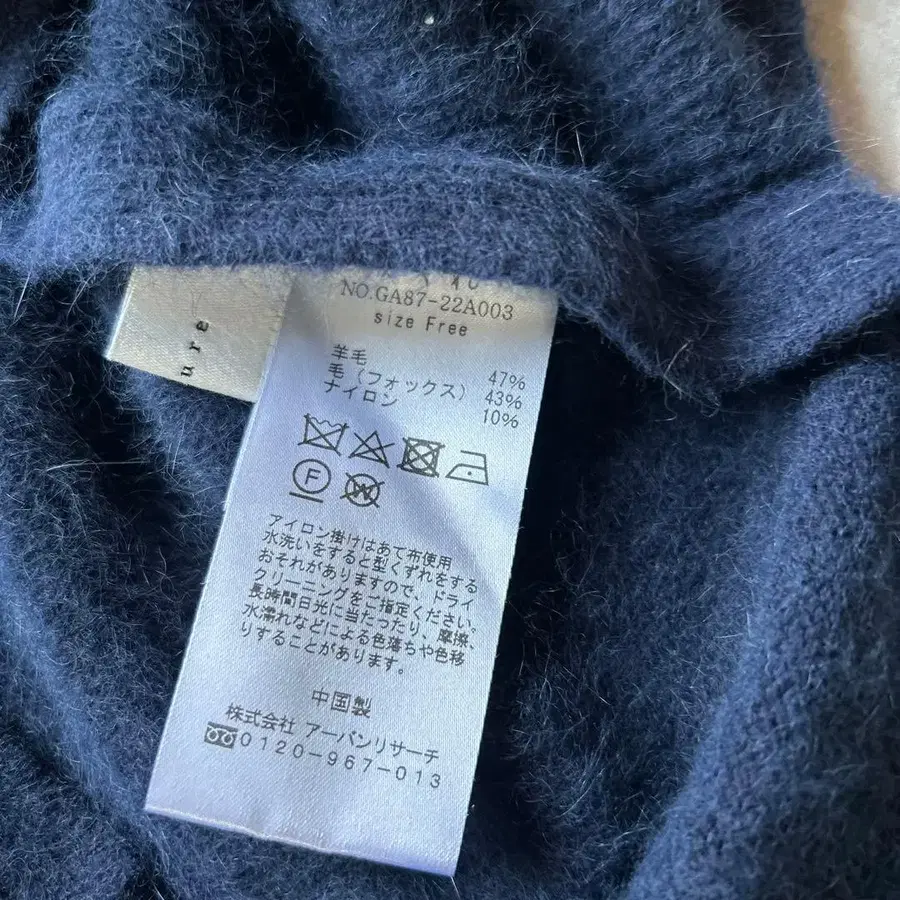 ure
NO.GA87-22A003
size Free
羊毛 47%
毛(フォックス) 43%
ナイロン 10%
F
W
アイロン掛けはあて布使用
水洗いをすると型くずれをする
おそれがありますので、ドライ
クリーニングをご指定ください。
長時間日光に当たったり、摩擦、
水濡れなどによる色落ちや色移
りすることがあります。
中国製
株式会社 アーバンリサーチ
0120-967-013